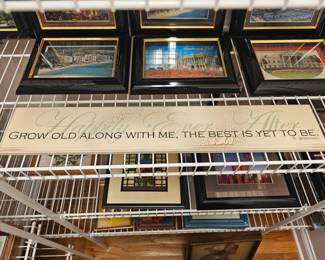 Happily Ever After
GROW OLD ALONG WITH ME, THE BEST IS YET TO BE.